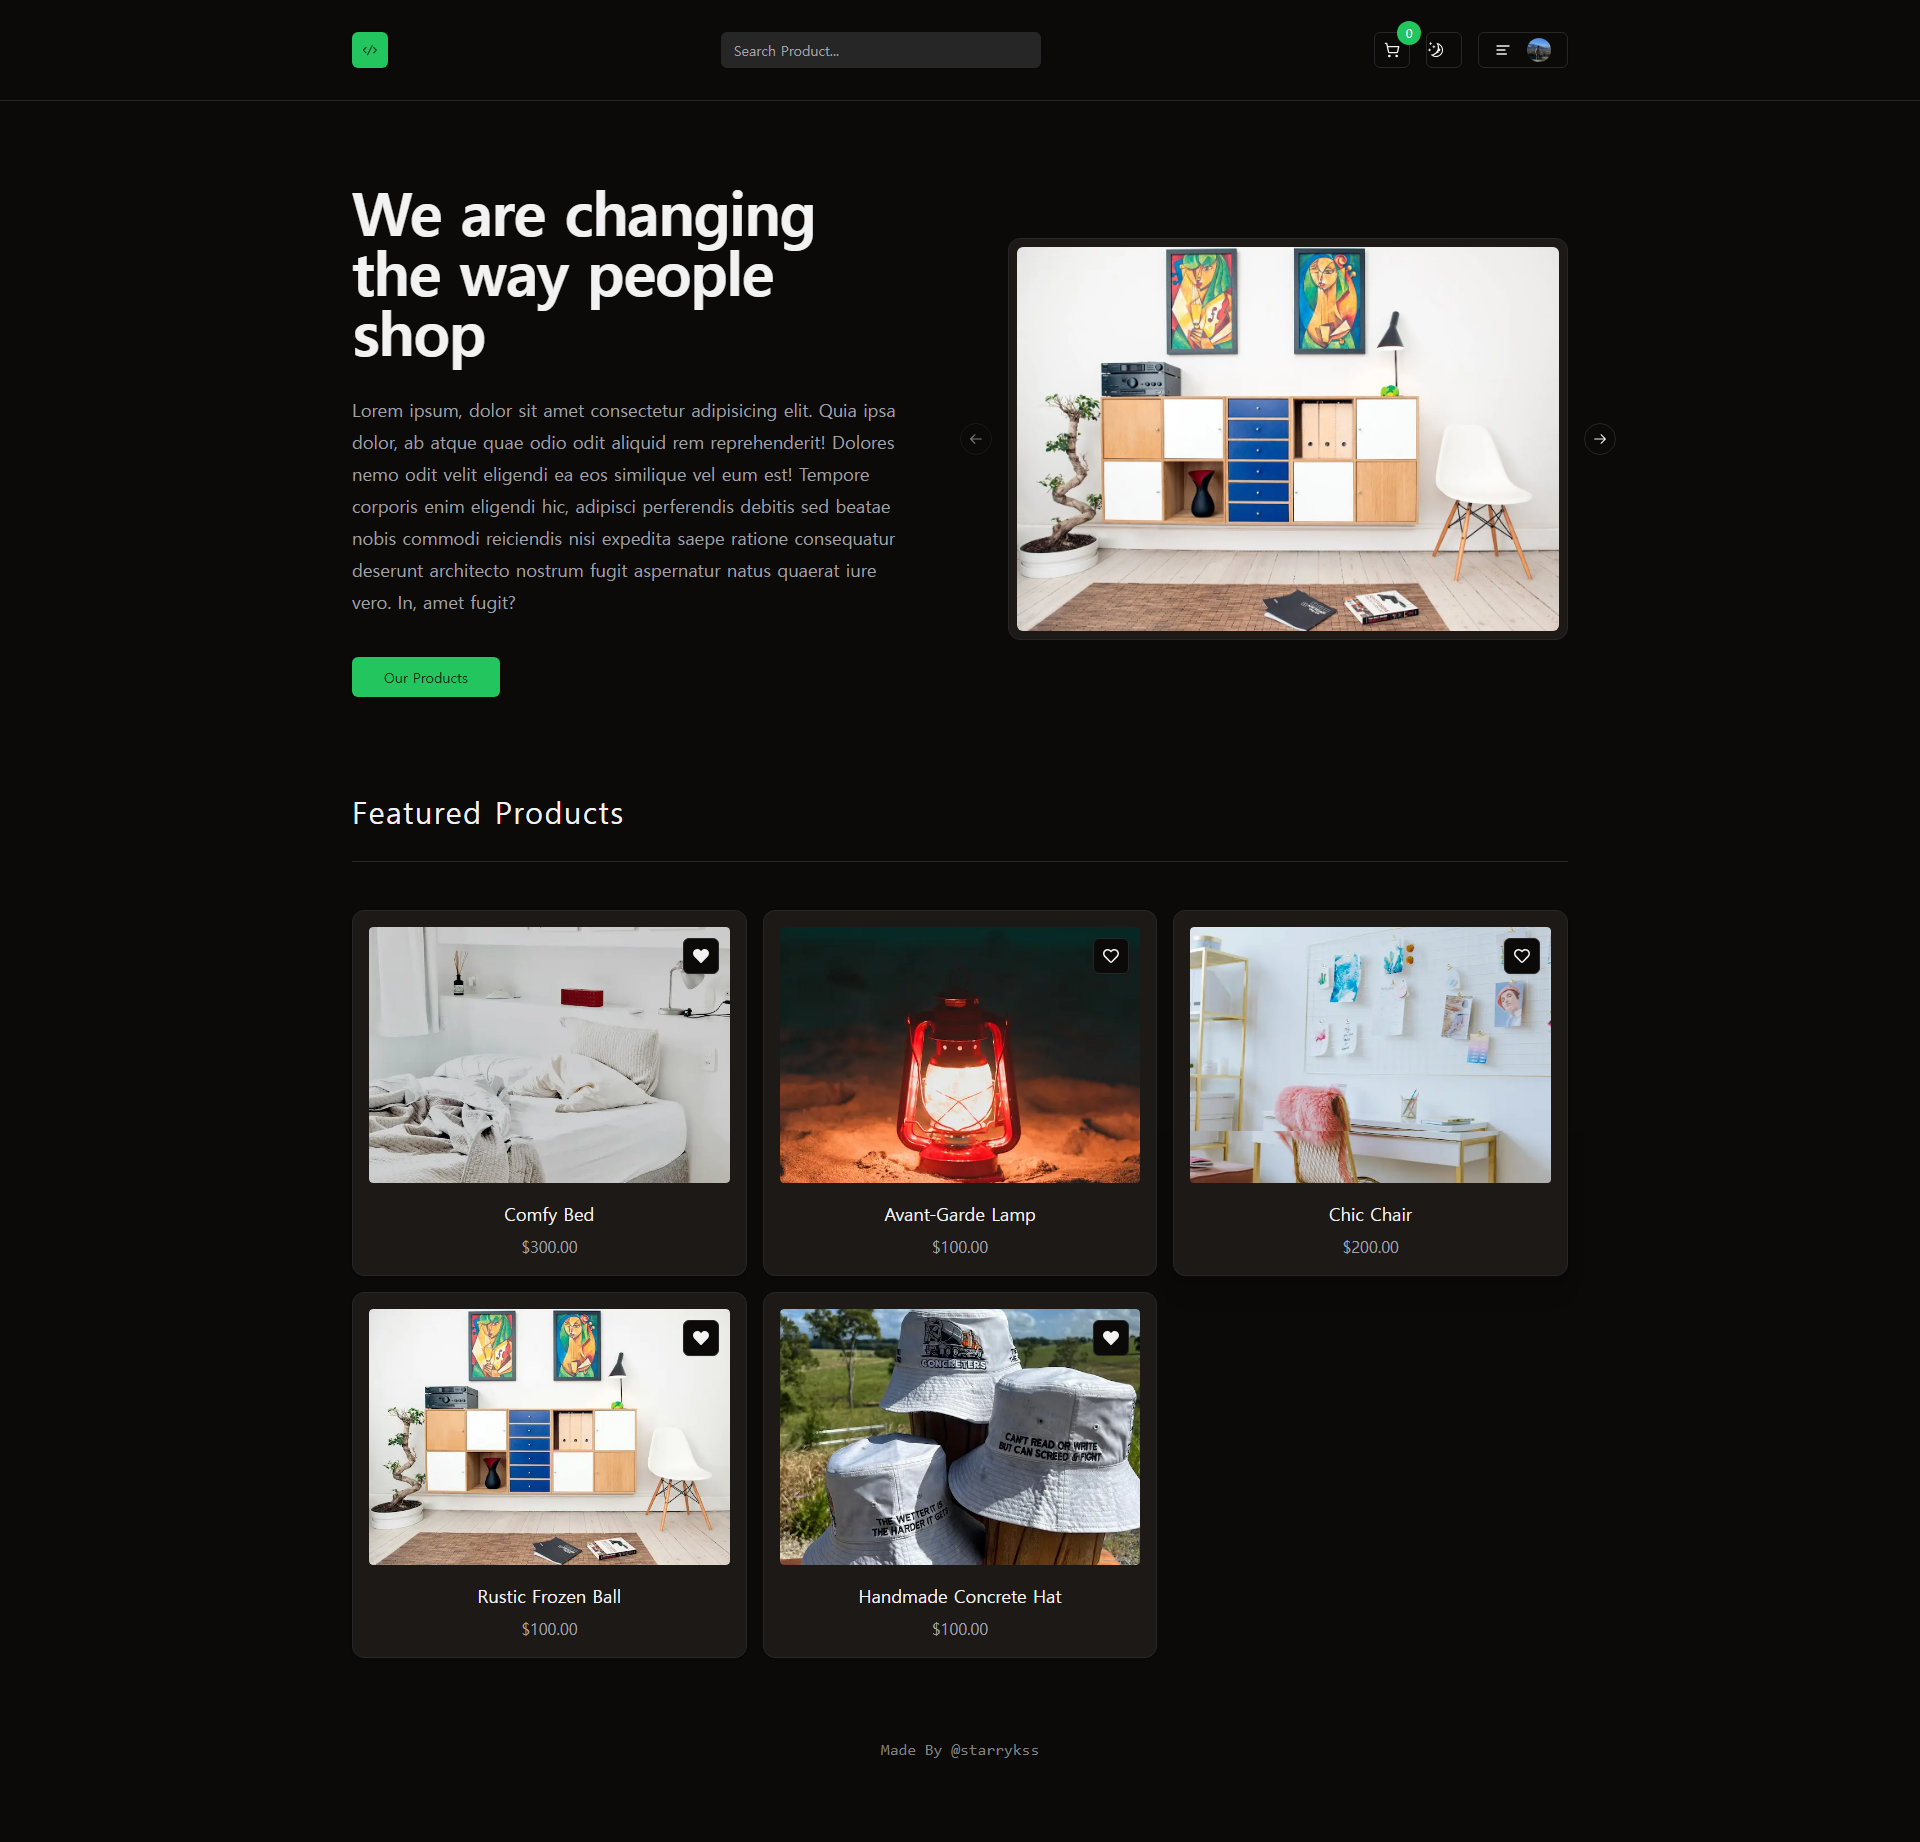 Search Product...
0
We are changing
the way people
shop
Lorem ipsum, dolor sit amet consectetur adipisicing elit. Quia ipsa
dolor, ab atque quae odio odit aliquid rem reprehenderit! Dolores
nemo odit velit eligendi ea eos similique vel eum est! Tempore
corporis enim eligendi hic, adipisci perferendis debitis sed beatae
nobis commodi reiciendis nisi expedita saepe ratione consequatur
deserunt architecto nostrum fugit aspernatur natus quaerat iure
vero. In, amet fugit?
Our Products
Featured Products
Comfy Bed
$300.00
Avant-Garde Lamp
$100.00
Chic Chair
$200.00
CONCRETERS
CAN'T READ OR WRITE
BUT CAN SCREED & FIGHT
THE WETTER IT IS
THE HARDER IT GETS
Rustic Frozen Ball
$100.00
Handmade Concrete Hat
$100.00
Made By @starrykss